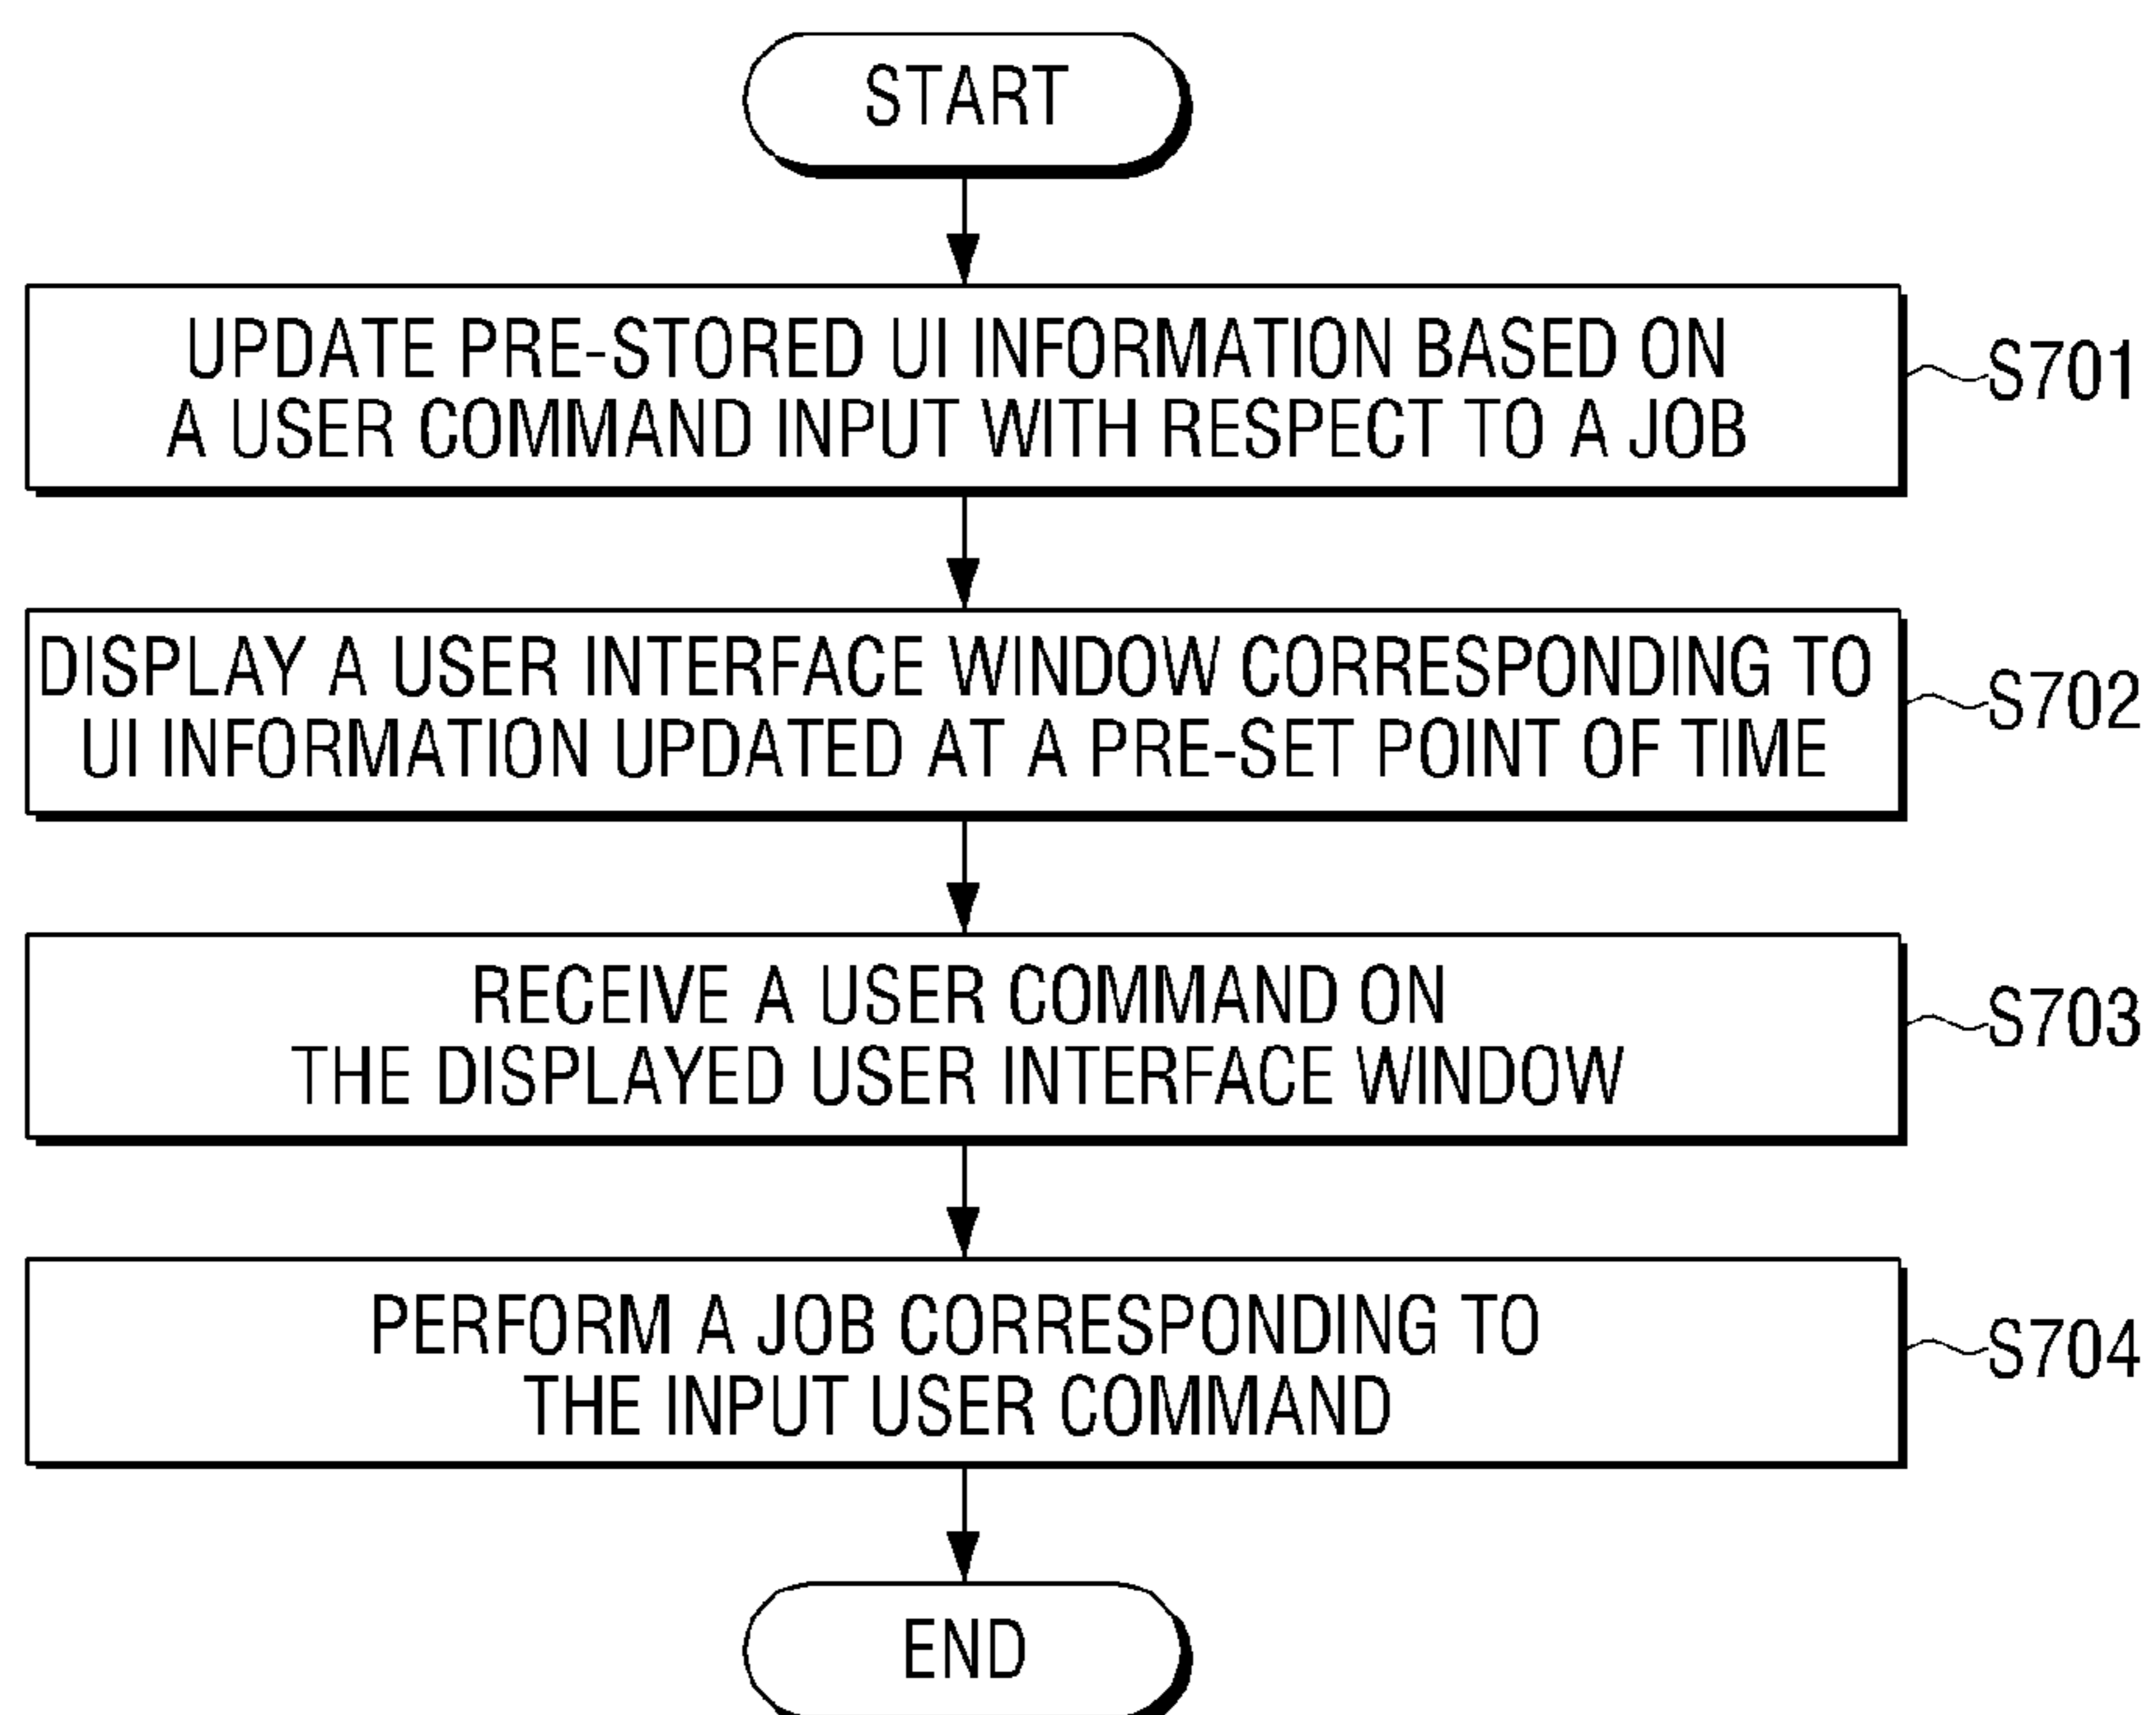 START
UPDATE PRE-STORED UI INFORMATION BASED ON
A USER COMMAND INPUT WITH RESPECT TO A JOB
S701
DISPLAY A USER INTERFACE WINDOW CORRESPONDING TO
UI INFORMATION UPDATED AT A PRE-SET POINT OF TIME
S702
RECEIVE A USER COMMAND ON
THE DISPLAYED USER INTERFACE WINDOW
S703
PERFORM A JOB CORRESPONDING TO
THE INPUT USER COMMAND
S704
END